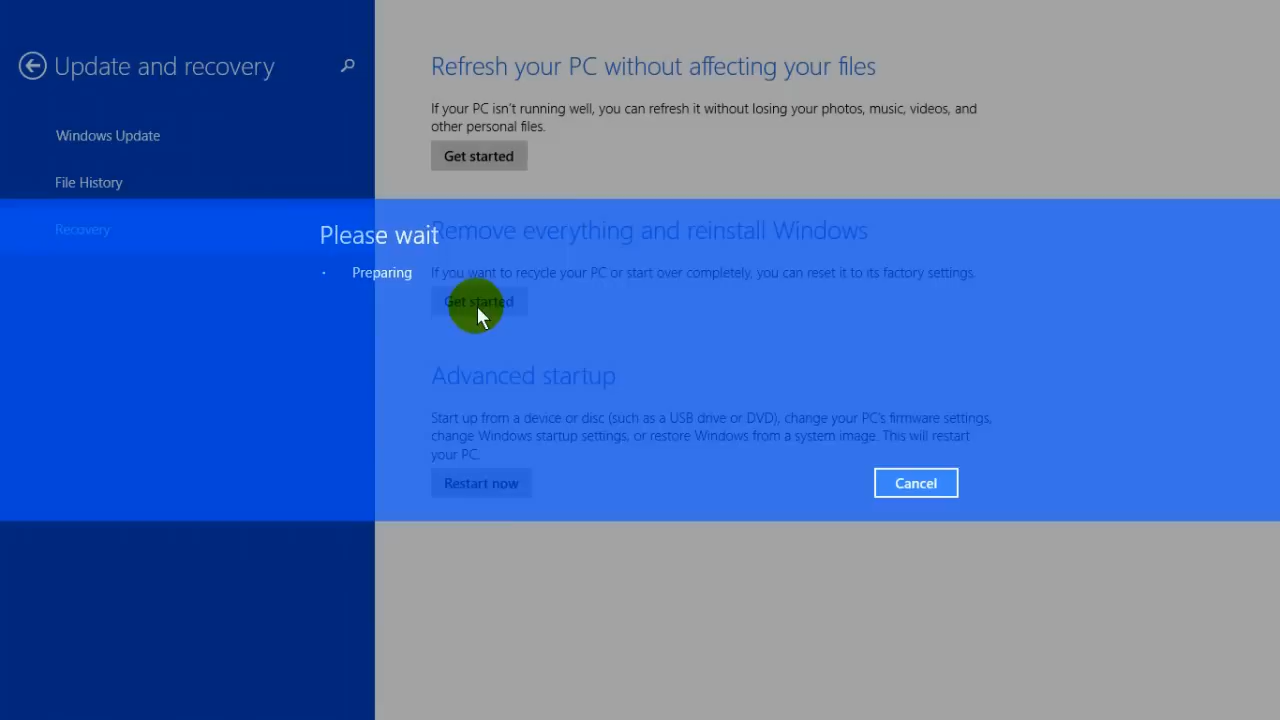 Update and recovery
Windows Update
File History
Recovery
Refresh your PC without affecting your files
If your PC isn't running well, you can refresh it without losing your photos, music, videos, and
other personal files.
Get started
Please wait
Preparing
Remove everything and reinstall Windows
If you want to recycle your PC or start over completely, you can reset it to its factory settings.
Get started
Advanced startup
Start up from a device or disc (such as a USB drive or DVD), change your PC's firmware settings,
change Windows startup settings, or restore Windows from a system image. This will restart
your PC.
Restart now
Cancel